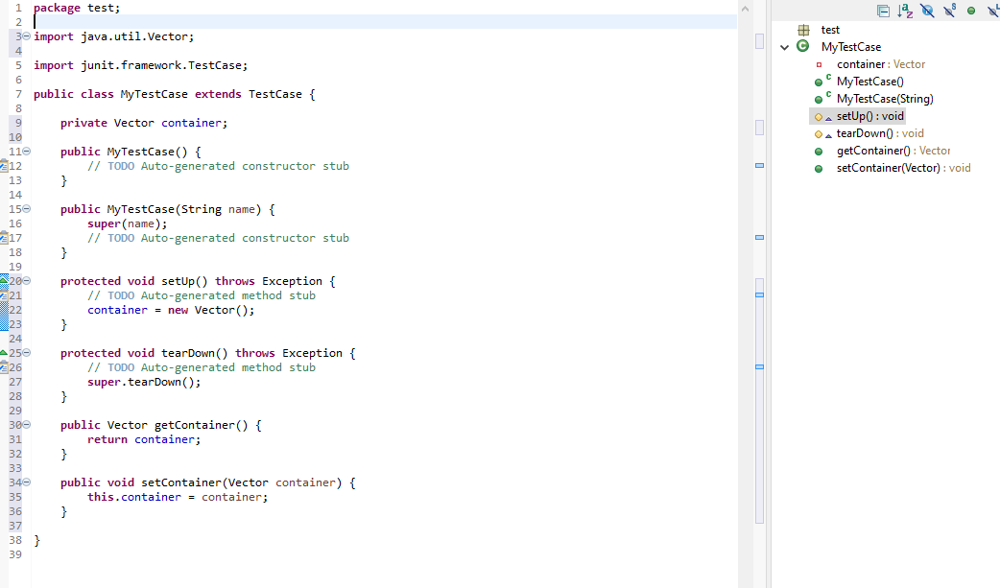 1 package test;
2
3 import java.util.Vector;
4
5 import junit.framework.TestCase;
6
7 public class MyTestCase extends TestCase {
8
9     private Vector container;
10
11     public MyTestCase() {
12         // TODO Auto-generated constructor stub
13     }
14
15     public MyTestCase(String name) {
16         super(name);
17         // TODO Auto-generated constructor stub
18     }
19
20     protected void setUp() throws Exception {
21         // TODO Auto-generated method stub
22         container = new Vector();
23     }
24
25     protected void tearDown() throws Exception {
26         // TODO Auto-generated method stub
27         super.tearDown();
28     }
29
30     public Vector getContainer() {
31         return container;
32     }
33
34     public void setContainer(Vector container) {
35         this.container = container;
36     }
37
38 }
39
test
MyTestCase
container : Vector
MyTestCase()
MyTestCase(String)
setUp() : void
tearDown() : void
getContainer() : Vector
setContainer(Vector) : void